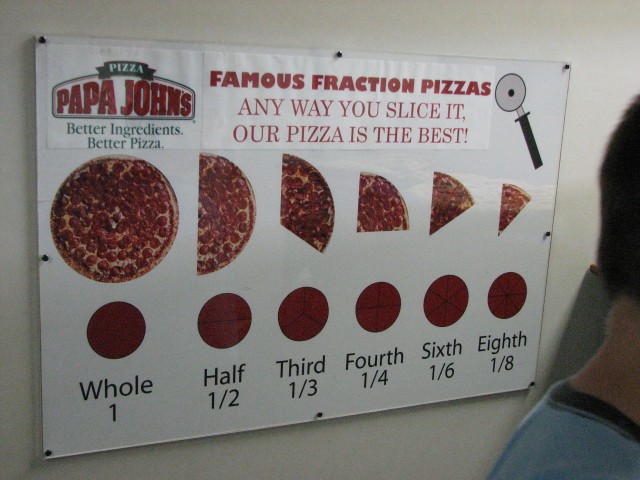 PIZZA
PAPA JOHN'S
Better Ingredients.
Better Pizza.
FAMOUS FRACTION PIZZAS
ANY WAY YOU SLICE IT,
OUR PIZZA IS THE BEST!
Whole
1
Half
1/2
Third
1/3
Fourth
1/4
Sixth
1/6
Eighth
1/8